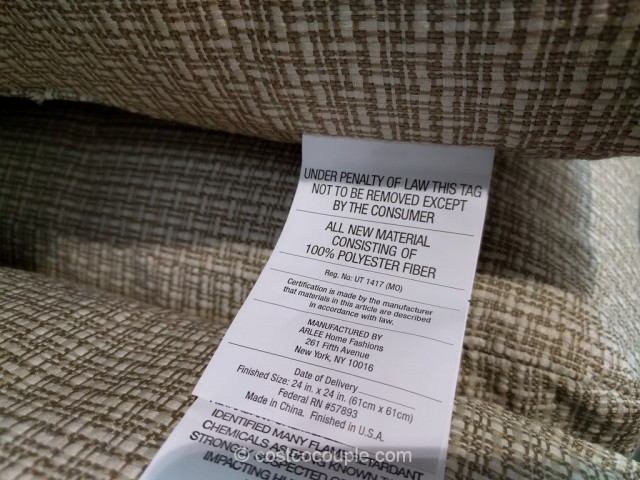 UNDER PENALTY OF LAW THIS TAG
NOT TO BE REMOVED EXCEPT
BY THE CONSUMER
ALL NEW MATERIAL
CONSISTING OF
100% POLYESTER FIBER
Reg. No: UT 1417 (MO)
Certification is made by the manufacturer
that materials in this article are described
in accordance with law.
MANUFACTURED BY
ARLEE Home Fashions
261 Fifth Avenue
New York, NY 10016
Date of Delivery
Finished Size: 24 in. x 24 in. (61cm x 61cm)
Federal RN #57893
Made in China. Finished in U.S.A.
IDENTIFIED MANY FLAME RETARDANT
CHEMICALS AS BEING KNOWN
STRONGLY SUSPECTED
IMPACTING
© costcocouple.com